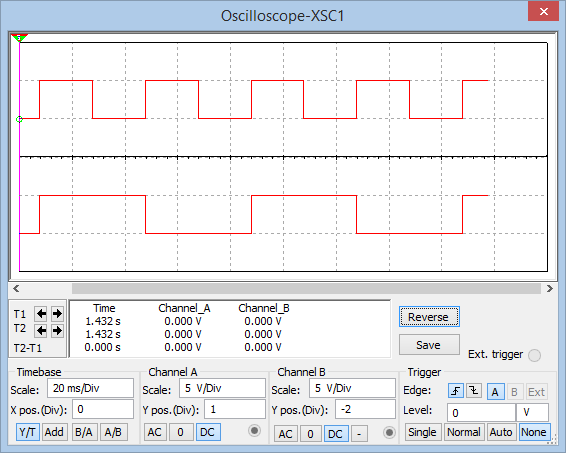 Oscilloscope-XSC1
Time Channel_A Channel_B
T1 1.432 s 0.000 V 0.000 V
T2 1.432 s 0.000 V 0.000 V
T2-T1 0.000 s 0.000 V 0.000 V
Reverse
Save
Ext. trigger
Timebase
Scale: 20 ms/Div
X pos.(Div): 0
Y/T Add B/A A/B
Channel A
Scale: 5 V/Div
Y pos.(Div): 1
AC 0 DC
Channel B
Scale: 5 V/Div
Y pos.(Div): -2
AC 0 DC -
Trigger
Edge: A B Ext
Level: 0 V
Single Normal Auto None